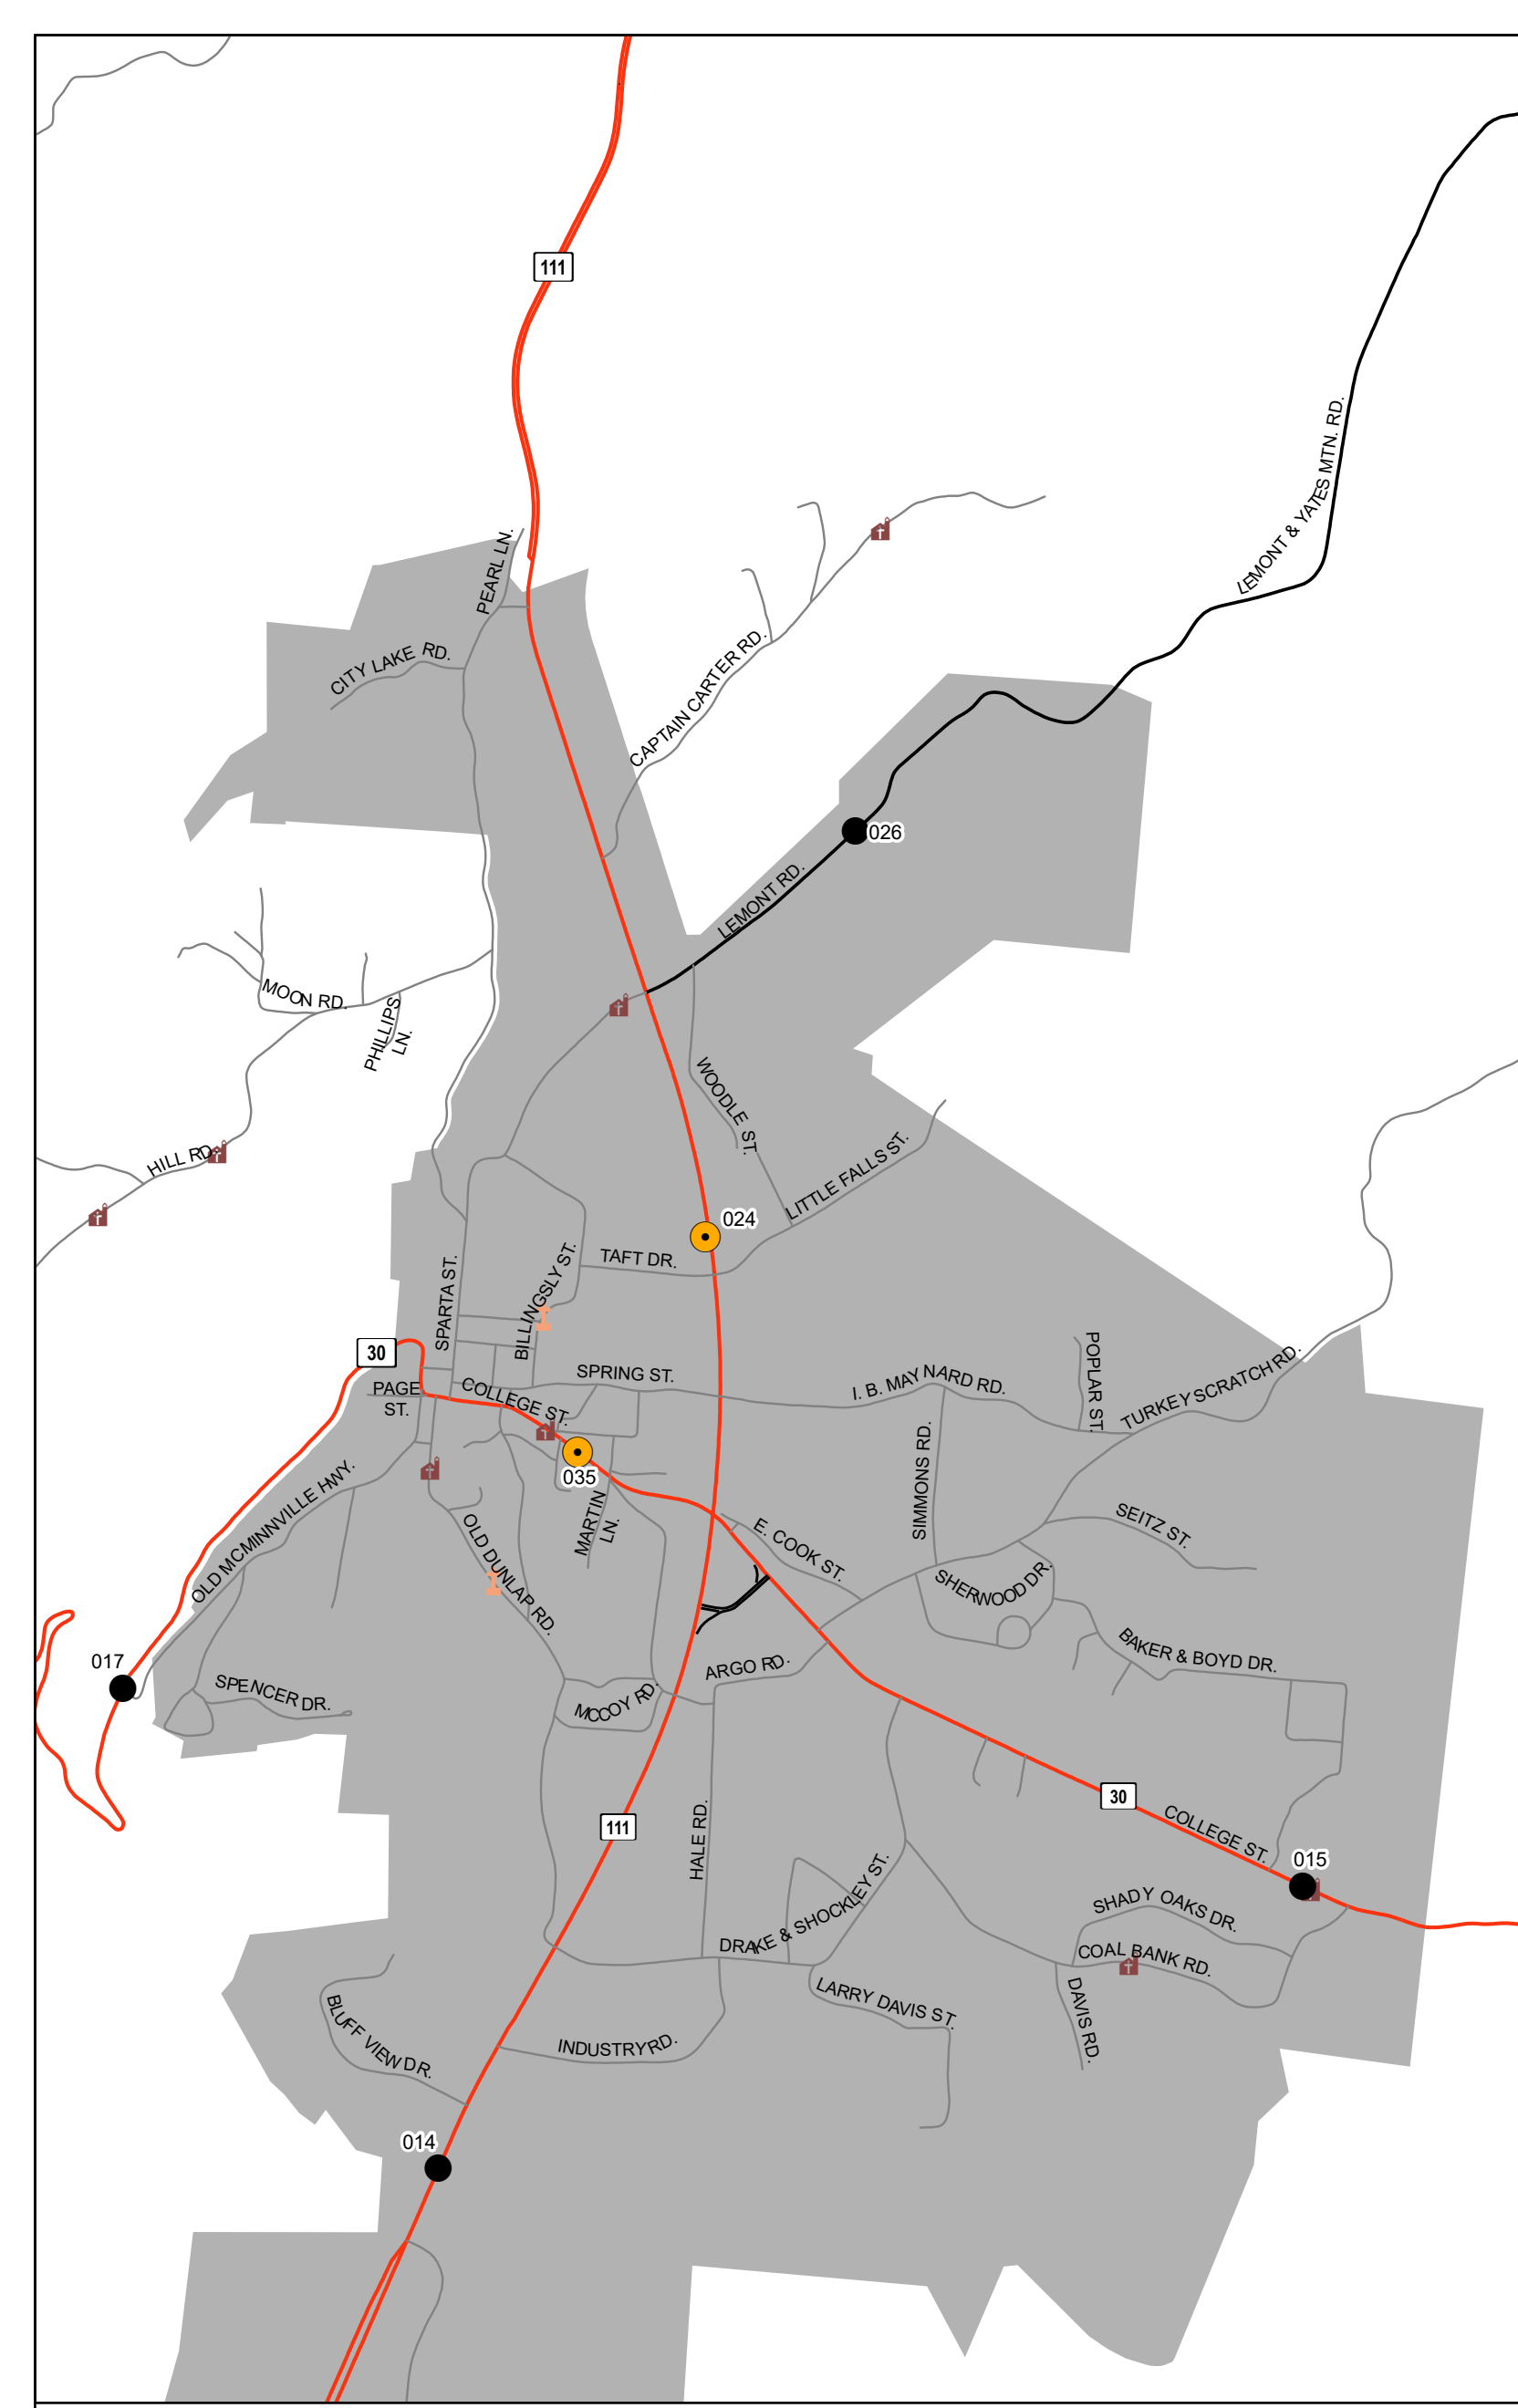 111
LEMONT & YATES MTN. RD.
PEARL LN.
CITY LAKE RD.
CAPTAIN CARTER RD.
026
LEMONT RD.
MOON RD.
PHILLIPS
LN.
WOODLE ST.
HILL RD.
LITTLE FALLS ST.
024
TAFT DR.
SPARTA ST.
BILLINGSLY ST.
30
SPRING ST.
PAGE
ST.
COLLEGE ST.
I. B. MAYNARD RD.
POPLAR ST.
TURKEY SCRATCH RD.
035
SIMMONS RD.
OLD MCMINNVILLE HWY.
OLD DUNLAP RD.
MARTIN
LN.
E. COOK ST.
SEITZ ST.
SHERWOOD DR.
BAKER & BOYD DR.
017
SPENCER DR.
MCCOY RD.
ARGO RD.
30
111
HALE RD.
COLLEGE ST.
015
DRAKE & SHOCKLEY ST.
SHADY OAKS DR.
COAL BANK RD.
LARRY DAVIS ST.
DAVIS RD.
BLUFF VIEW DR.
INDUSTRY RD.
014